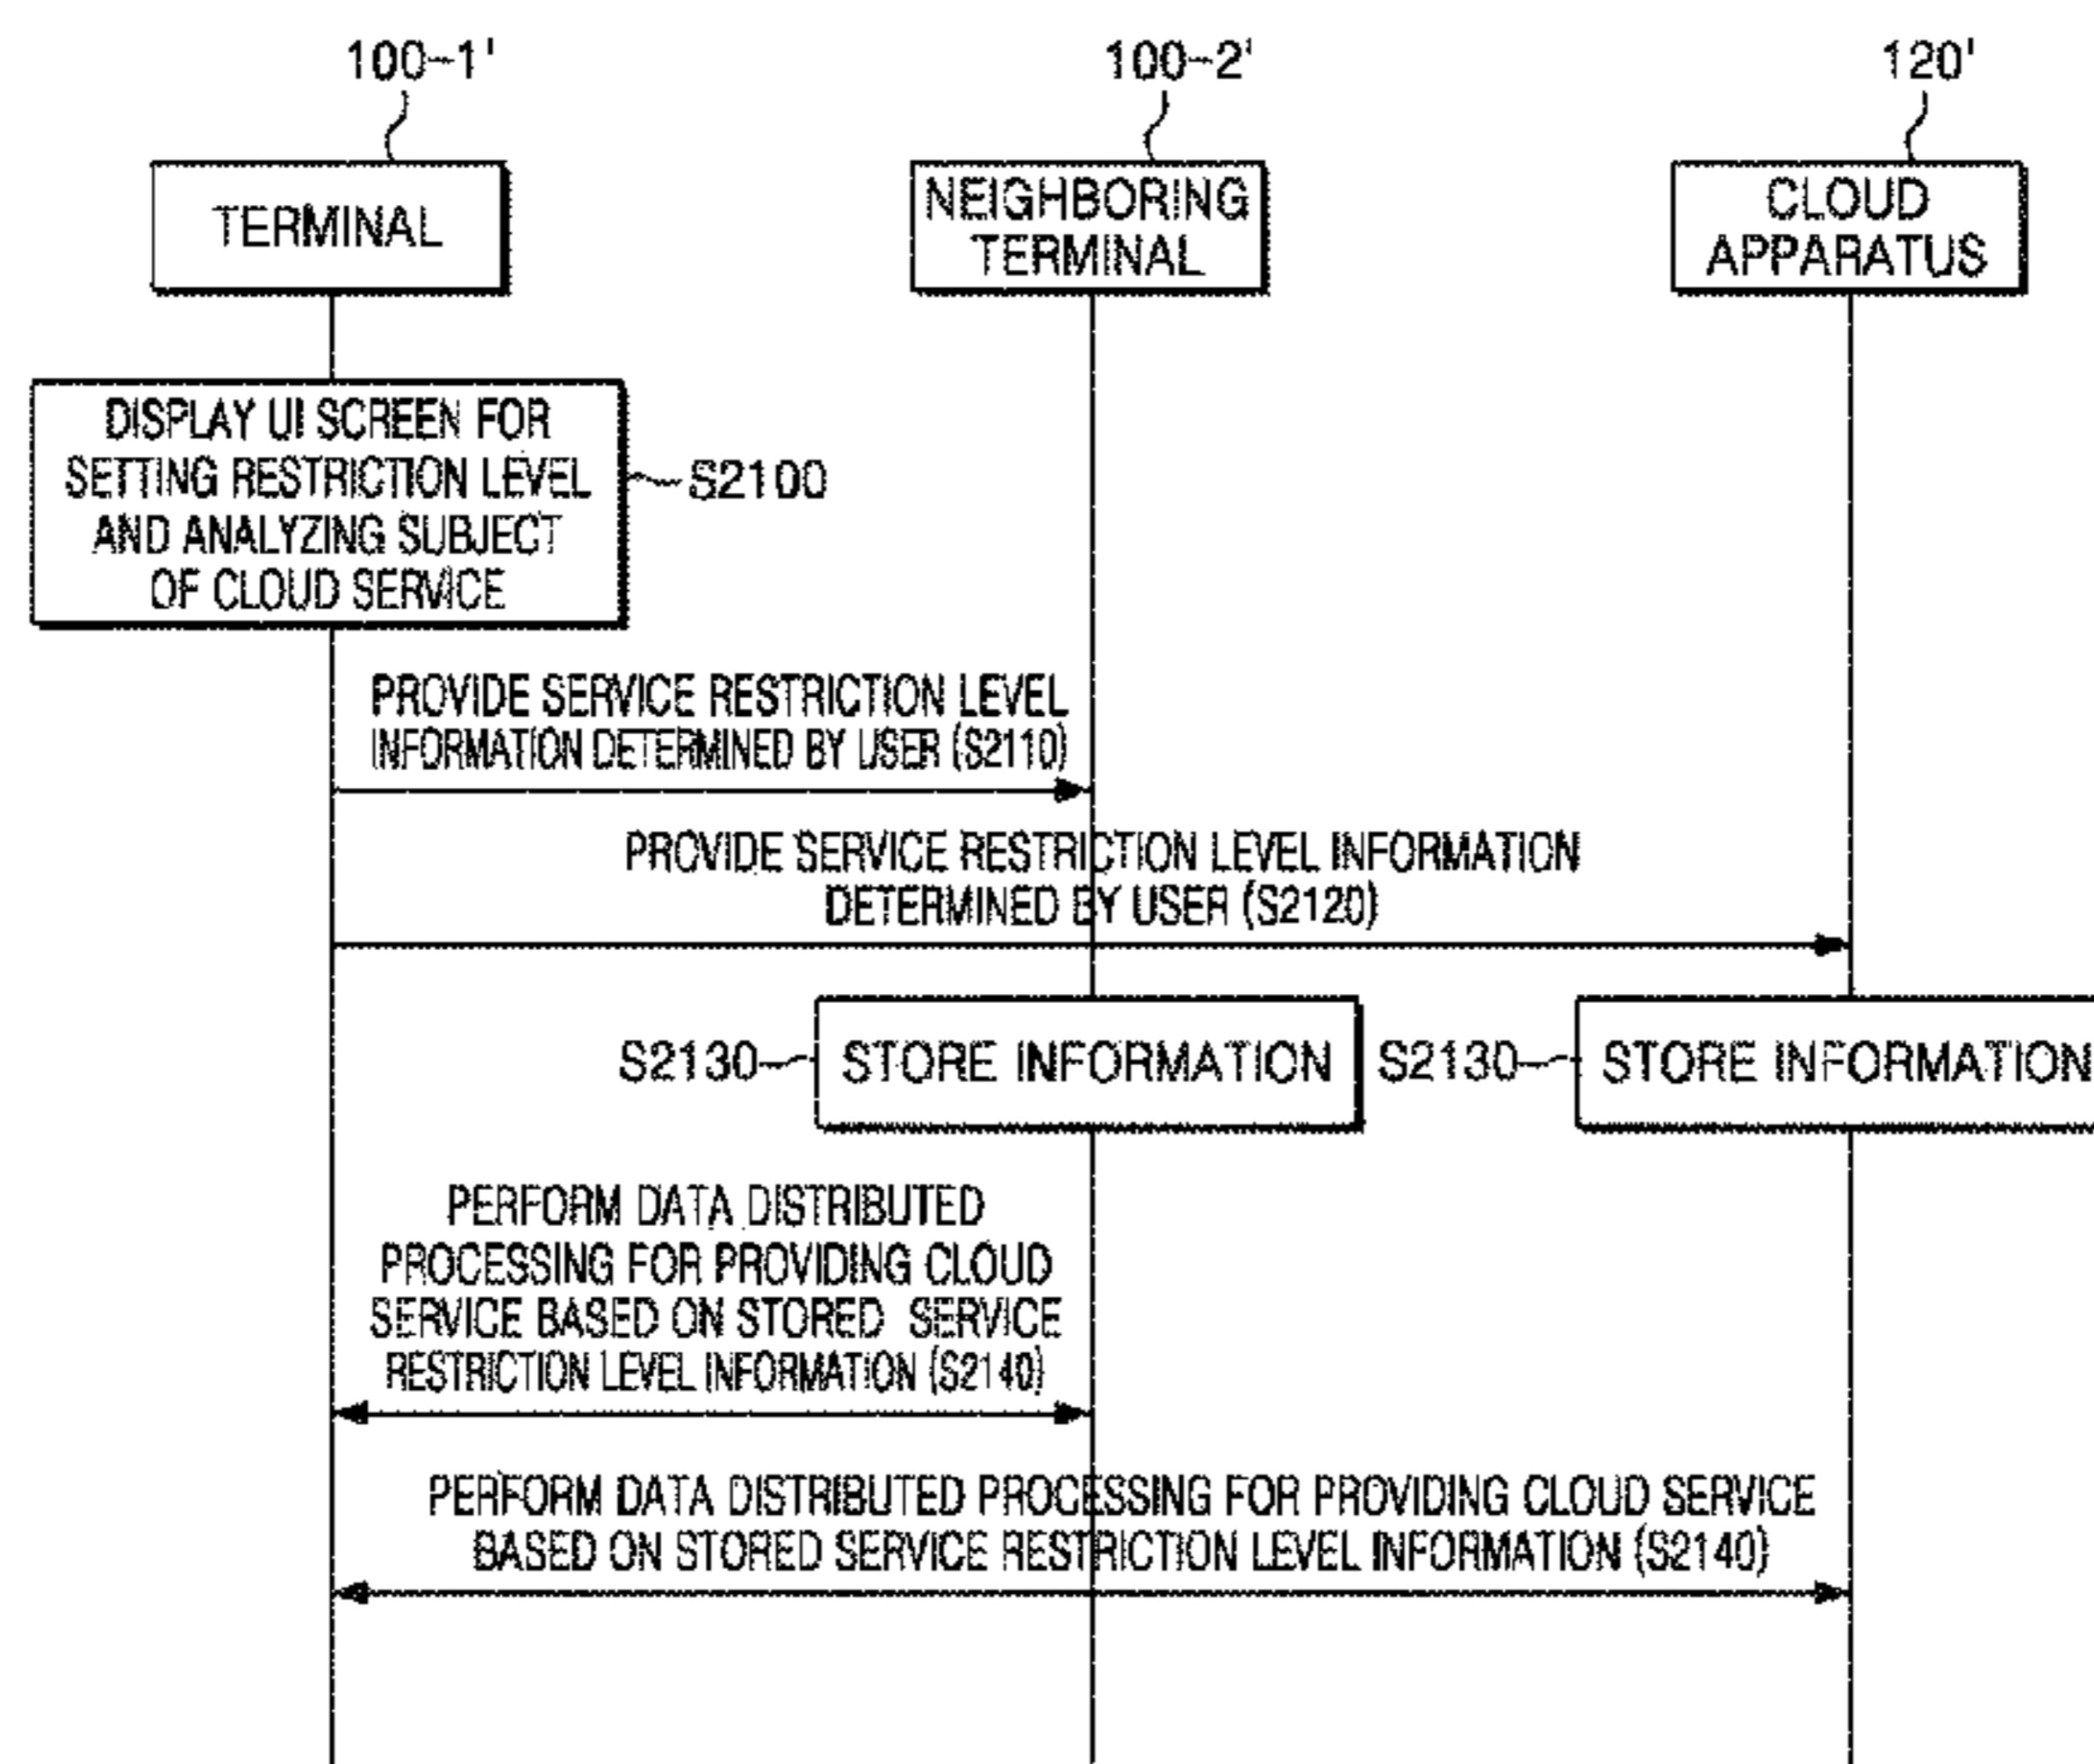 100-1'
100-2'
120'
TERMINAL
NEIGHBORING
TERMINAL
CLOUD
APPARATUS
DISPLAY UI SCREEN FOR
SETTING RESTRICTION LEVEL
AND ANALYZING SUBJECT
OF CLOUD SERVICE
S2100
PROVIDE SERVICE RESTRICTION LEVEL
INFORMATION DETERMINED BY USER (S2110)
PROVIDE SERVICE RESTRICTION LEVEL INFORMATION
DETERMINED BY USER (S2120)
S2130
STORE INFORMATION
S2130
STORE INFORMATION
PERFORM DATA DISTRIBUTED
PROCESSING FOR PROVIDING CLOUD
SERVICE BASED ON STORED SERVICE
RESTRICTION LEVEL INFORMATION (S2140)
PERFORM DATA DISTRIBUTED PROCESSING FOR PROVIDING CLOUD SERVICE
BASED ON STORED SERVICE RESTRICTION LEVEL INFORMATION (S2140)